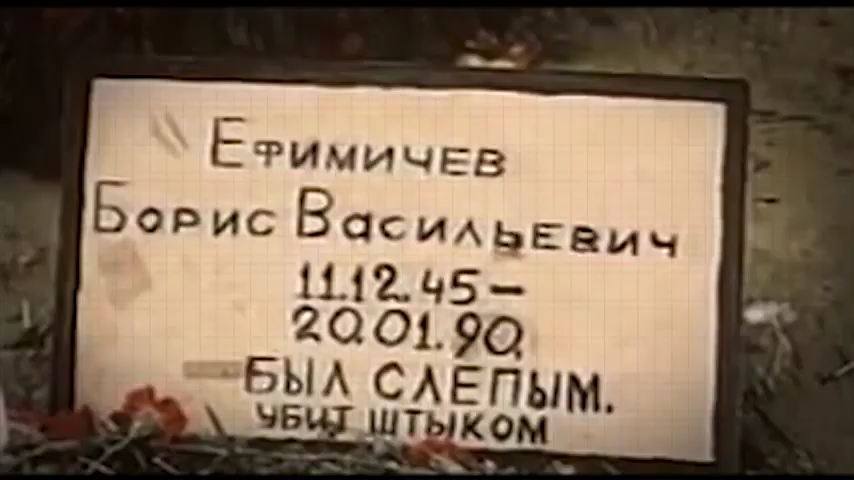 Ефимичев
Борис Васильевич
11.12.45–
20.01.90.
БЫЛ СЛЕПЫМ.
УБИТ ШТЫКОМ